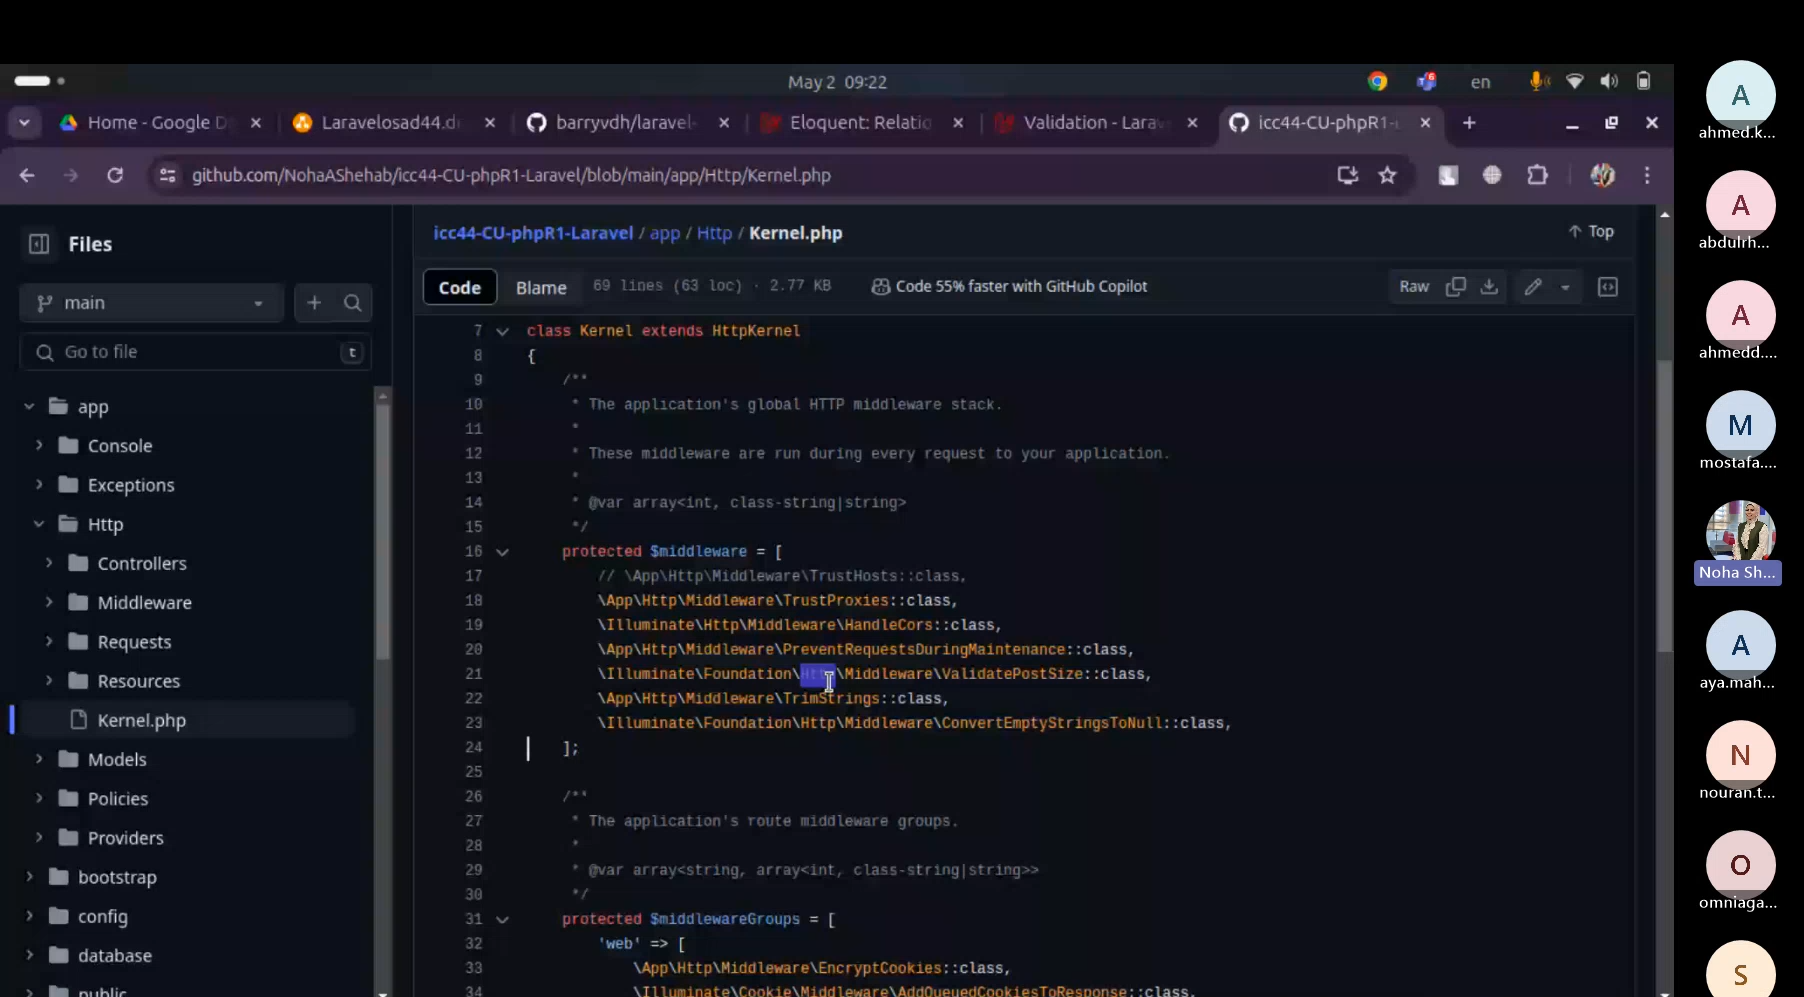 May 2 09:22
en
Home - Google D
Laravelosad44.d
barryvdh/laravel-
Eloquent: Relatio
Validation - Larav
icc44-CU-phpR1-
github.com/NohaAShehab/icc44-CU-phpR1-Laravel/blob/main/app/Http/Kernel.php
Files
main
Go to file
t
app
Console
Exceptions
Http
Controllers
Middleware
Requests
Resources
Kernel.php
Models
Policies
Providers
bootstrap
config
database
public
icc44-CU-phpR1-Laravel / app / Http / Kernel.php
Top
Code
Blame
69 lines (63 loc) · 2.77 KB
Code 55% faster with GitHub Copilot
Raw
7 class Kernel extends HttpKernel
8 {
9 /**
10 * The application's global HTTP middleware stack.
11 *
12 * These middleware are run during every request to your application.
13 *
14 * @var array<int, class-string|string>
15 */
16 protected $middleware = [
17 // \App\Http\Middleware\TrustHosts::class,
18 \App\Http\Middleware\TrustProxies::class,
19 \Illuminate\Http\Middleware\HandleCors::class,
20 \App\Http\Middleware\PreventRequestsDuringMaintenance::class,
21 \Illuminate\Foundation\Http\Middleware\ValidatePostSize::class,
22 \App\Http\Middleware\TrimStrings::class,
23 \Illuminate\Foundation\Http\Middleware\ConvertEmptyStringsToNull::class,
24 ];
25
26 /**
27 * The application's route middleware groups.
28 *
29 * @var array<string, array<int, class-string|string>>
30 */
31 protected $middlewareGroups = [
32 'web' => [
33 \App\Http\Middleware\EncryptCookies::class,
34 \Illuminate\Cookie\Middleware\AddQueuedCookiesToResponse::class,
A
ahmed.k...
A
abdulrh...
A
ahmedd....
M
mostafa....
Noha Sh...
A
aya.mah...
N
nouran.t...
O
omniaga...
S